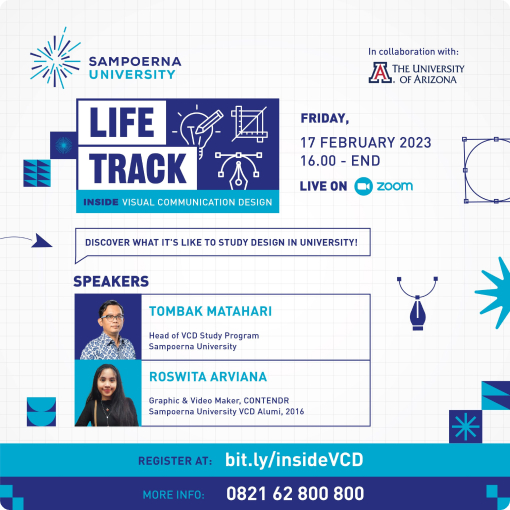 SAMPOERNA
UNIVERSITY
In collaboration with:
A THE UNIVERSITY
OF ARIZONA
LIFE
TRACK
INSIDE VISUAL COMMUNICATION DESIGN
FRIDAY,
17 FEBRUARY 2023
16.00 - END
LIVE ON zoom
DISCOVER WHAT IT'S LIKE TO STUDY DESIGN IN UNIVERSITY!
SPEAKERS
TOMBAK MATAHARI
Head of VCD Study Program
Sampoerna University
ROSWITA ARVIANA
Graphic & Video Maker, CONTENDR
Sampoerna University VCD Alumi, 2016
REGISTER AT: bit.ly/insideVCD
MORE INFO: 0821 62 800 800